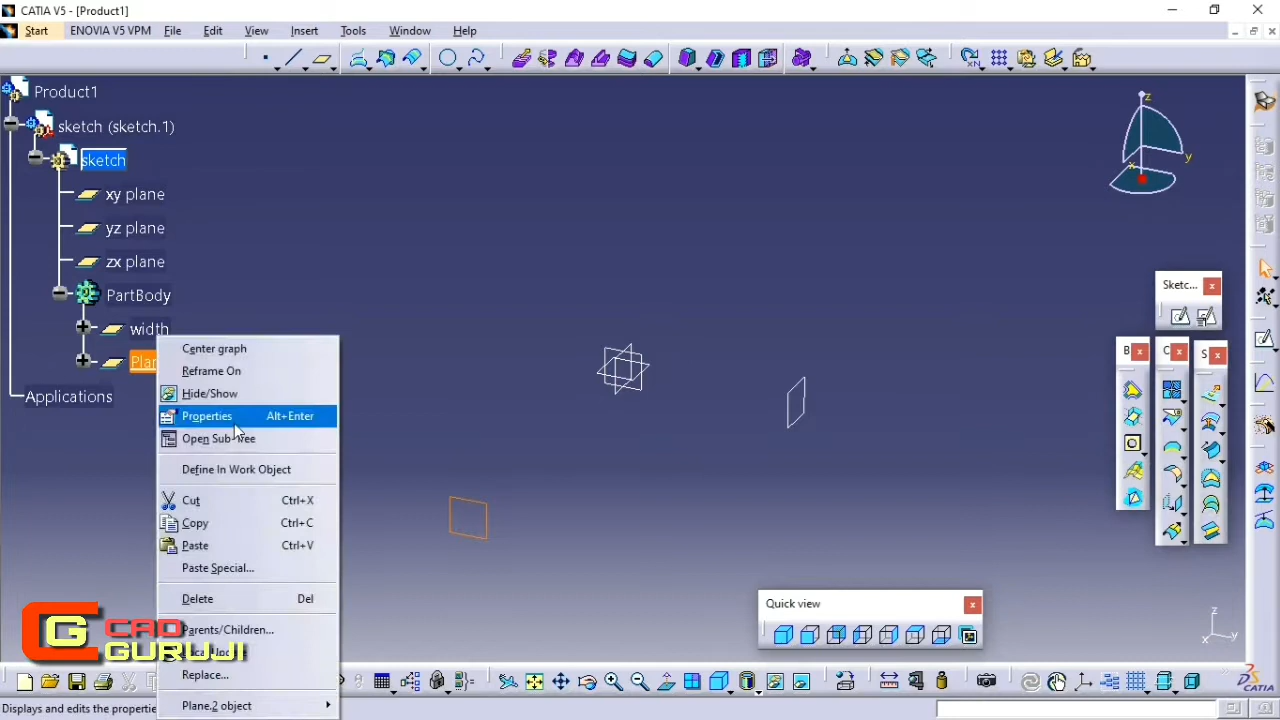 CATIA V5 - [Product1]
Start ENOVIA V5 VPM File Edit View Insert Tools Window Help
Product1
sketch (sketch.1)
sketch
xy plane
yz plane
zx plane
PartBody
width
Applications
Center graph
Reframe On
Hide/Show
Properties Alt+Enter
Open Sub-Tree
Define In Work Object
Cut Ctrl+X
Copy Ctrl+C
Paste Ctrl+V
Paste Special...
Delete Del
Parents/Children...
Replace...
Plane.2 object
z
y
x
Sketc...
B
C
S
Quick view
z
x
y
CAD
GURUJI
CG
CATIA
Displays and edits the propertie